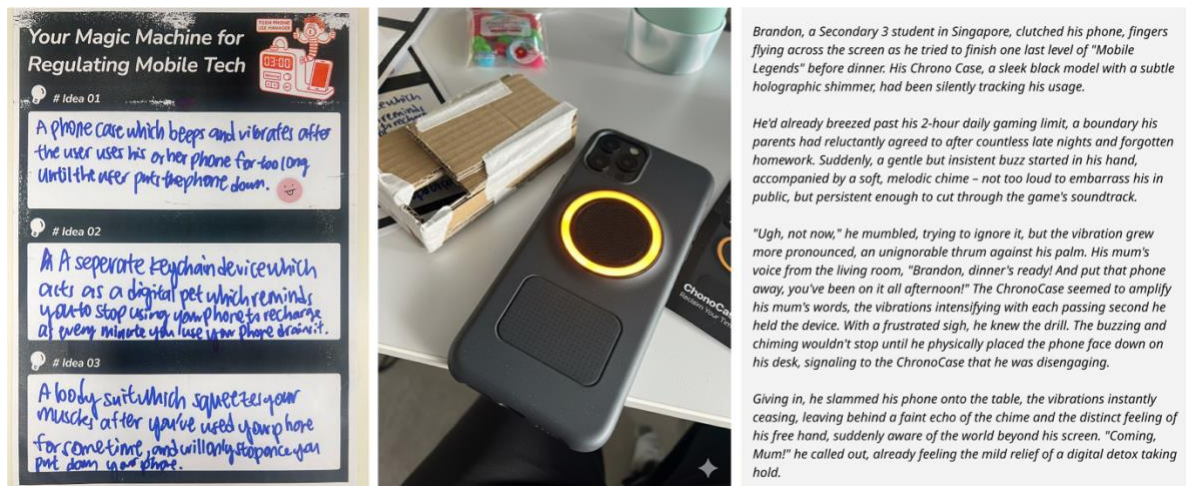 TECH PHONE
USE MANAGER
03:00
Your Magic Machine for
Regulating Mobile Tech
# Idea 01
A phone case which beeps and vibrates after
the user uses his or her phone for too long
until the user puts the phone down.
# Idea 02
A A seperate keychain device which
acts as a digital pet which reminds
you to stop using your phone to recharge
as every minute you use your phone drains it.
# Idea 03
A body suit which squeezes your
muscles after you've used your phone
for some time, and will only stop once you
put down your phone.
which
reminds
ChonoCas
Reclaim Your Tim
Brandon, a Secondary 3 student in Singapore, clutched his phone, fingers
flying across the screen as he tried to finish one last level of "Mobile
Legends" before dinner. His Chrono Case, a sleek black model with a subtle
holographic shimmer, had been silently tracking his usage.
He'd already breezed past his 2-hour daily gaming limit, a boundary his
parents had reluctantly agreed to after countless late nights and forgotten
homework. Suddenly, a gentle but insistent buzz started in his hand,
accompanied by a soft, melodic chime – not too loud to embarrass his in
public, but persistent enough to cut through the game's soundtrack.
"Ugh, not now," he mumbled, trying to ignore it, but the vibration grew
more pronounced, an unignorable thrum against his palm. His mum's
voice from the living room, "Brandon, dinner's ready! And put that phone
away, you've been on it all afternoon!" The ChronoCase seemed to amplify
his mum's words, the vibrations intensifying with each passing second he
held the device. With a frustrated sigh, he knew the drill. The buzzing and
chiming wouldn't stop until he physically placed the phone face down on
his desk, signaling to the ChronoCase that he was disengaging.
Giving in, he slammed his phone onto the table, the vibrations instantly
ceasing, leaving behind a faint echo of the chime and the distinct feeling of
his free hand, suddenly aware of the world beyond his screen. "Coming,
Mum!" he called out, already feeling the mild relief of a digital detox taking
hold.